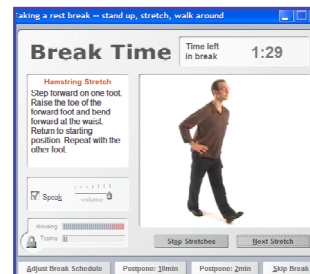 Taking a rest break -- stand up, stretch, walk around
Break Time
Time left
in break
1:29
Hamstring Stretch
Step forward on one foot.
Raise the toe of the
forward foot and bend
forward at the waist.
Return to starting
position. Repeat with the
other foot.
Speak
volume
Mousing
Typing
Stop Stretches
Next Stretch
Adjust Break Schedule
Postpone: 10min
Postpone: 2min
Skip Break